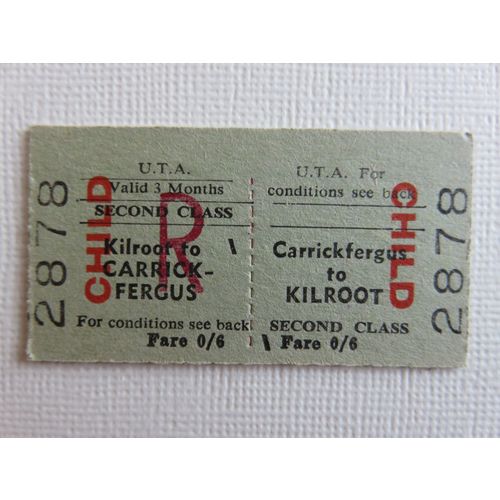 2878
CHILD
U.T.A.
Valid 3 Months
SECOND CLASS
R
Kilroot to
CARRICK-
FERGUS
For conditions see back
Fare 0/6
U.T.A. For
conditions see back
Carrickfergus
to
KILROOT
SECOND CLASS
Fare 0/6
CHILD
2878